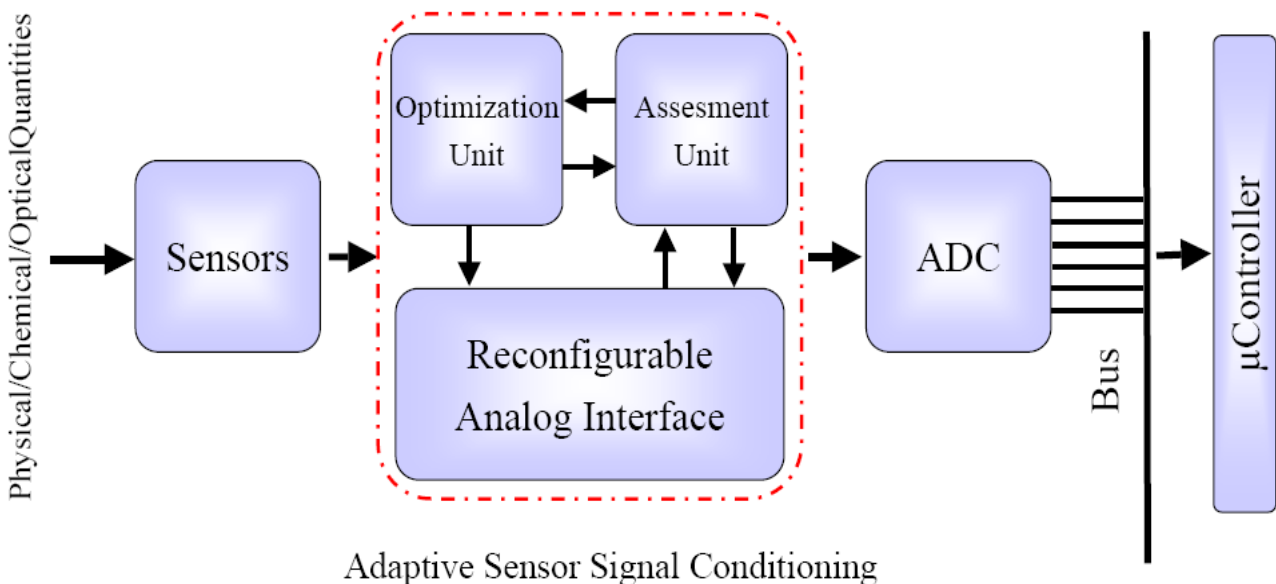 Physical/Chemical/OpticalQuantities
Sensors
Optimization
Unit
Assesment
Unit
Reconfigurable
Analog Interface
ADC
Bus
µController
Adaptive Sensor Signal Conditioning